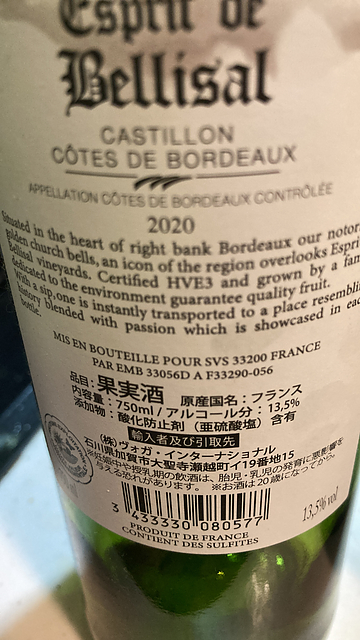 Esprit de
Bellisal
CASTILLON
CÔTES DE BORDEAUX
APPELLATION CÔTES DE BORDEAUX CONTRÔLÉE
2020
Situated in the heart of right bank Bordeaux our notor
golden church bells, an icon of the region overlooks Espri
Bellisal vineyards. Certified HVE3 and grown by a fam
dedicated to the environment guarantee quality fruit.
With a sip, one is instantly transported to a place resembli
history blended with passion which is showcased in eac
bottle.
MIS EN BOUTEILLE POUR SVS 33200 FRANCE
PAR EMB 33056D A F33290-056
品目:果実酒 原産国名:フランス
内容量:750ml/アルコール分:13,5%
添加物:酸化防止剤(亜硫酸塩)含有
輸入者及び引取先
(株)ヴォガ・インターナショナル
石川県加賀市大聖寺瀬越町イ19番地15
※妊娠中や授乳期の飲酒は、胎児・乳児の発育に悪影響を
与える恐れがあります。 ※お酒は20歳になってから。
3 433330 080577
13,5% vol
PRODUIT DE FRANCE
CONTIENT DES SULFITES